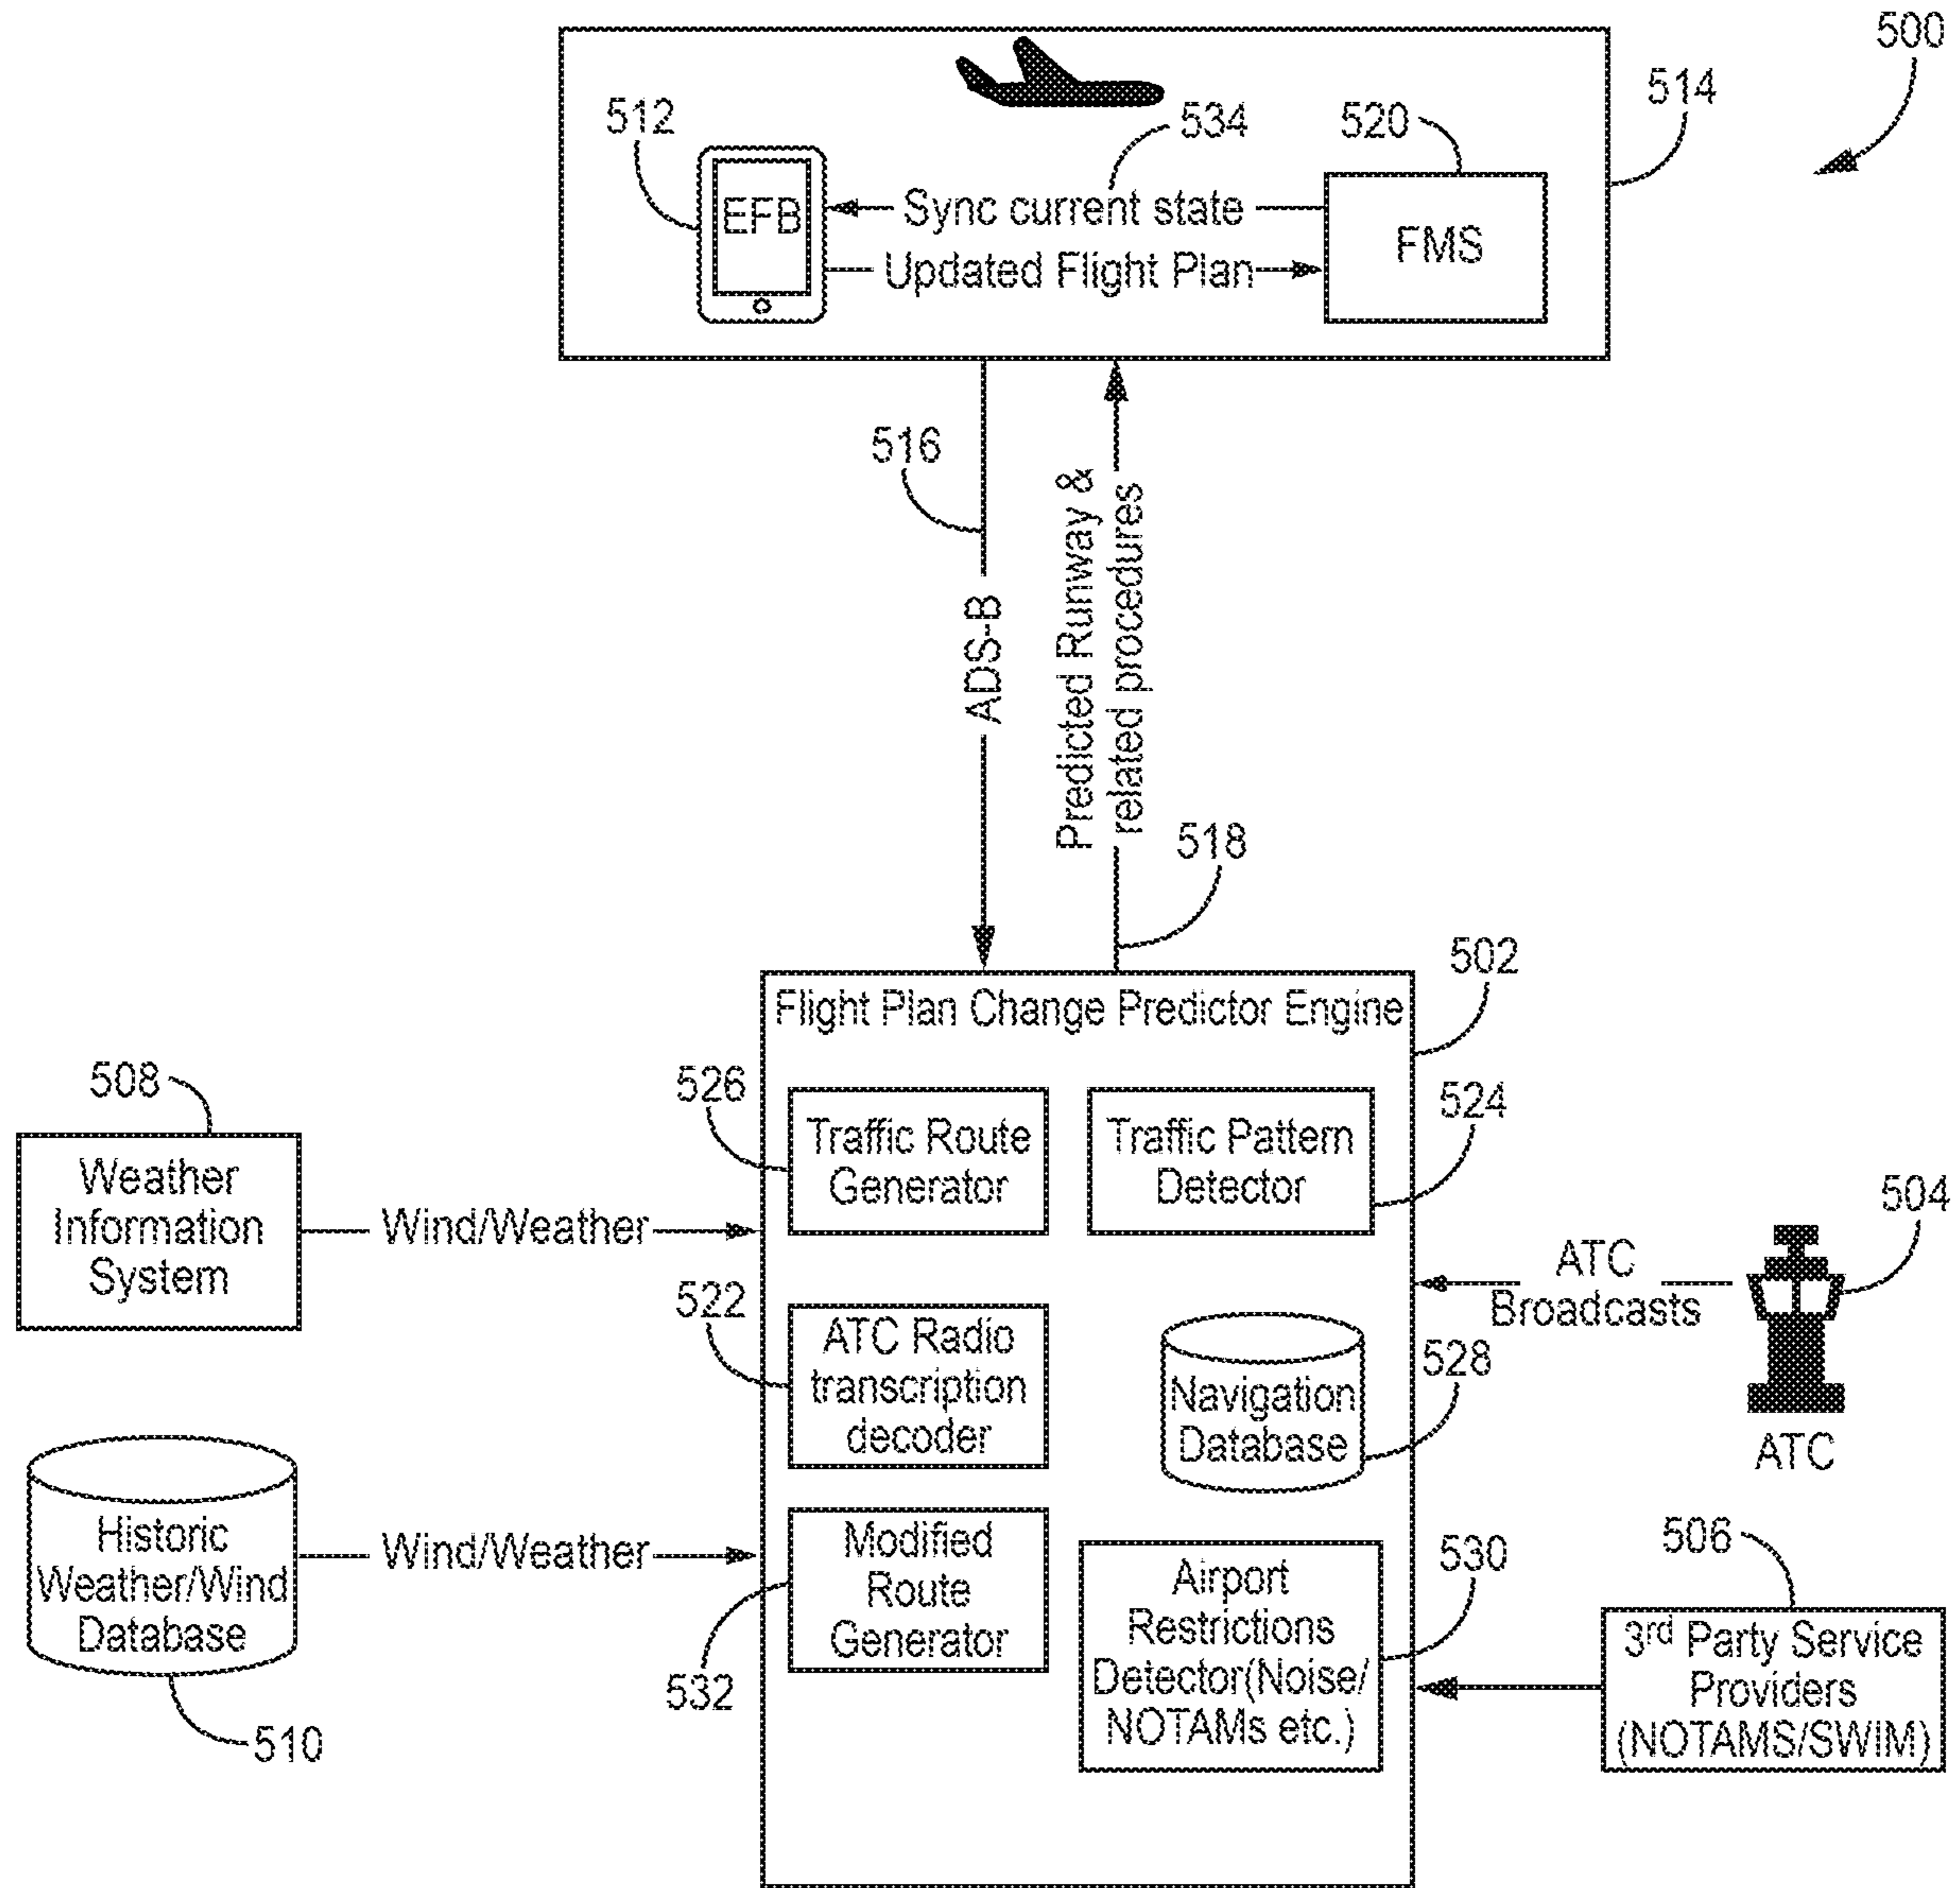 500
514
512
534
520
EFB
Sync current state
Updated Flight Plan
FMS
516
ADS-B
Predicted Runway &
related procedures
518
502
Flight Plan Change Predictor Engine
508
Weather
Information
System
Wind/Weather
526
Traffic Route
Generator
Traffic Pattern
Detector
524
504
ATC
Broadcasts
ATC
522
ATC Radio
transcription
decoder
Navigation
Database
528
Historic
Weather/Wind
Database
510
Wind/Weather
Modified
Route
Generator
532
Airport
Restrictions
Detector(Noise/
NOTAMs etc.)
530
506
3rd Party Service
Providers
(NOTAMS/SWIM)